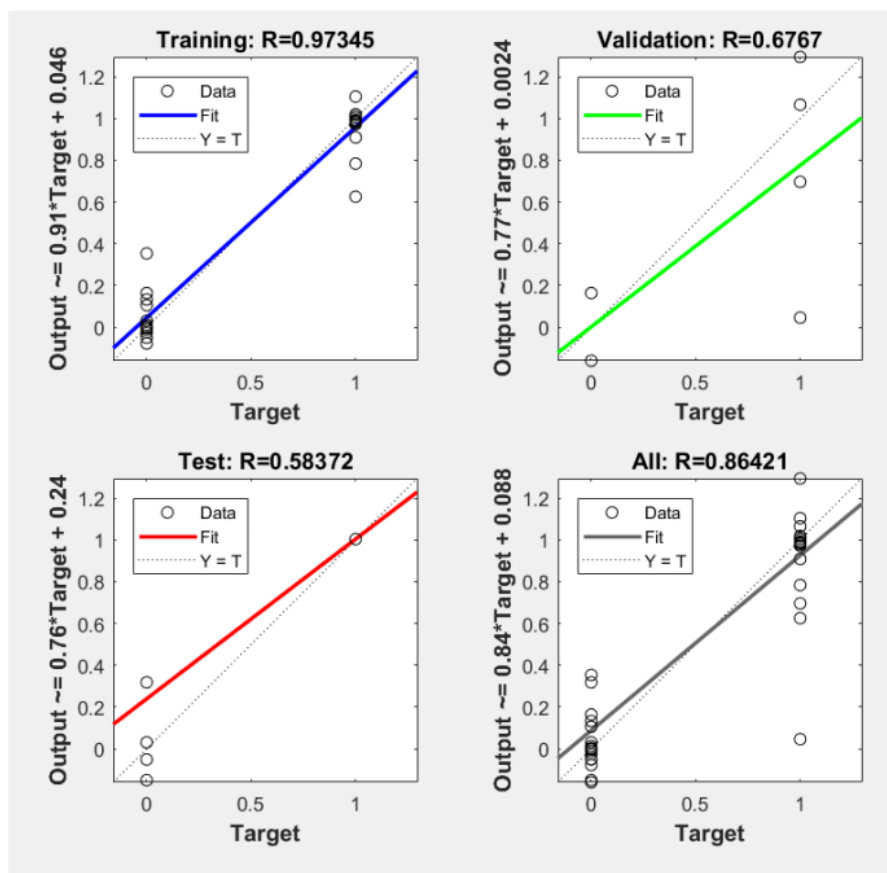 Training: R=0.97345
Output ~= 0.91*Target + 0.046
1.2
1
0.8
0.6
0.4
0.2
0
Data
Fit
Y = T
0
0.5
1
Target
Validation: R=0.6767
Output ~= 0.77*Target + 0.0024
1.2
1
0.8
0.6
0.4
0.2
0
Data
Fit
Y = T
0
0.5
1
Target
Test: R=0.58372
Output ~= 0.76*Target + 0.24
1.2
1
0.8
0.6
0.4
0.2
0
Data
Fit
Y = T
0
0.5
1
Target
All: R=0.86421
Output ~= 0.84*Target + 0.088
1.2
1
0.8
0.6
0.4
0.2
0
Data
Fit
Y = T
0
0.5
1
Target